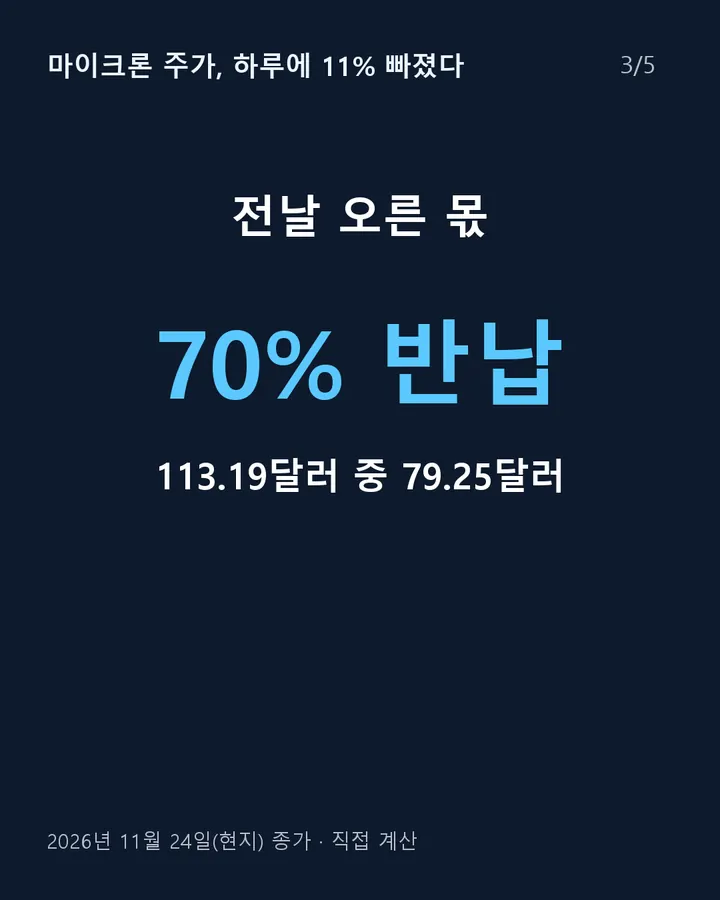 마이크론 주가, 하루에 11% 빠졌다
3/5
전날 오른 몫
70% 반납
113.19달러 중 79.25달러
2026년 11월 24일(현지) 종가 · 직접 계산